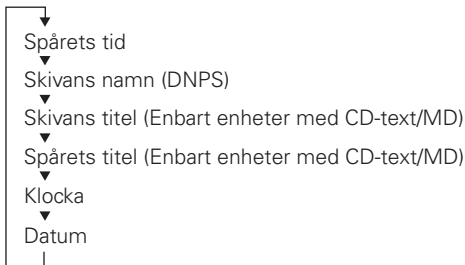 Spårets tid
Skivans namn (DNPS)
Skivans titel (Enbart enheter med CD-text/MD)
Spårets titel (Enbart enheter med CD-text/MD)
Klocka
Datum